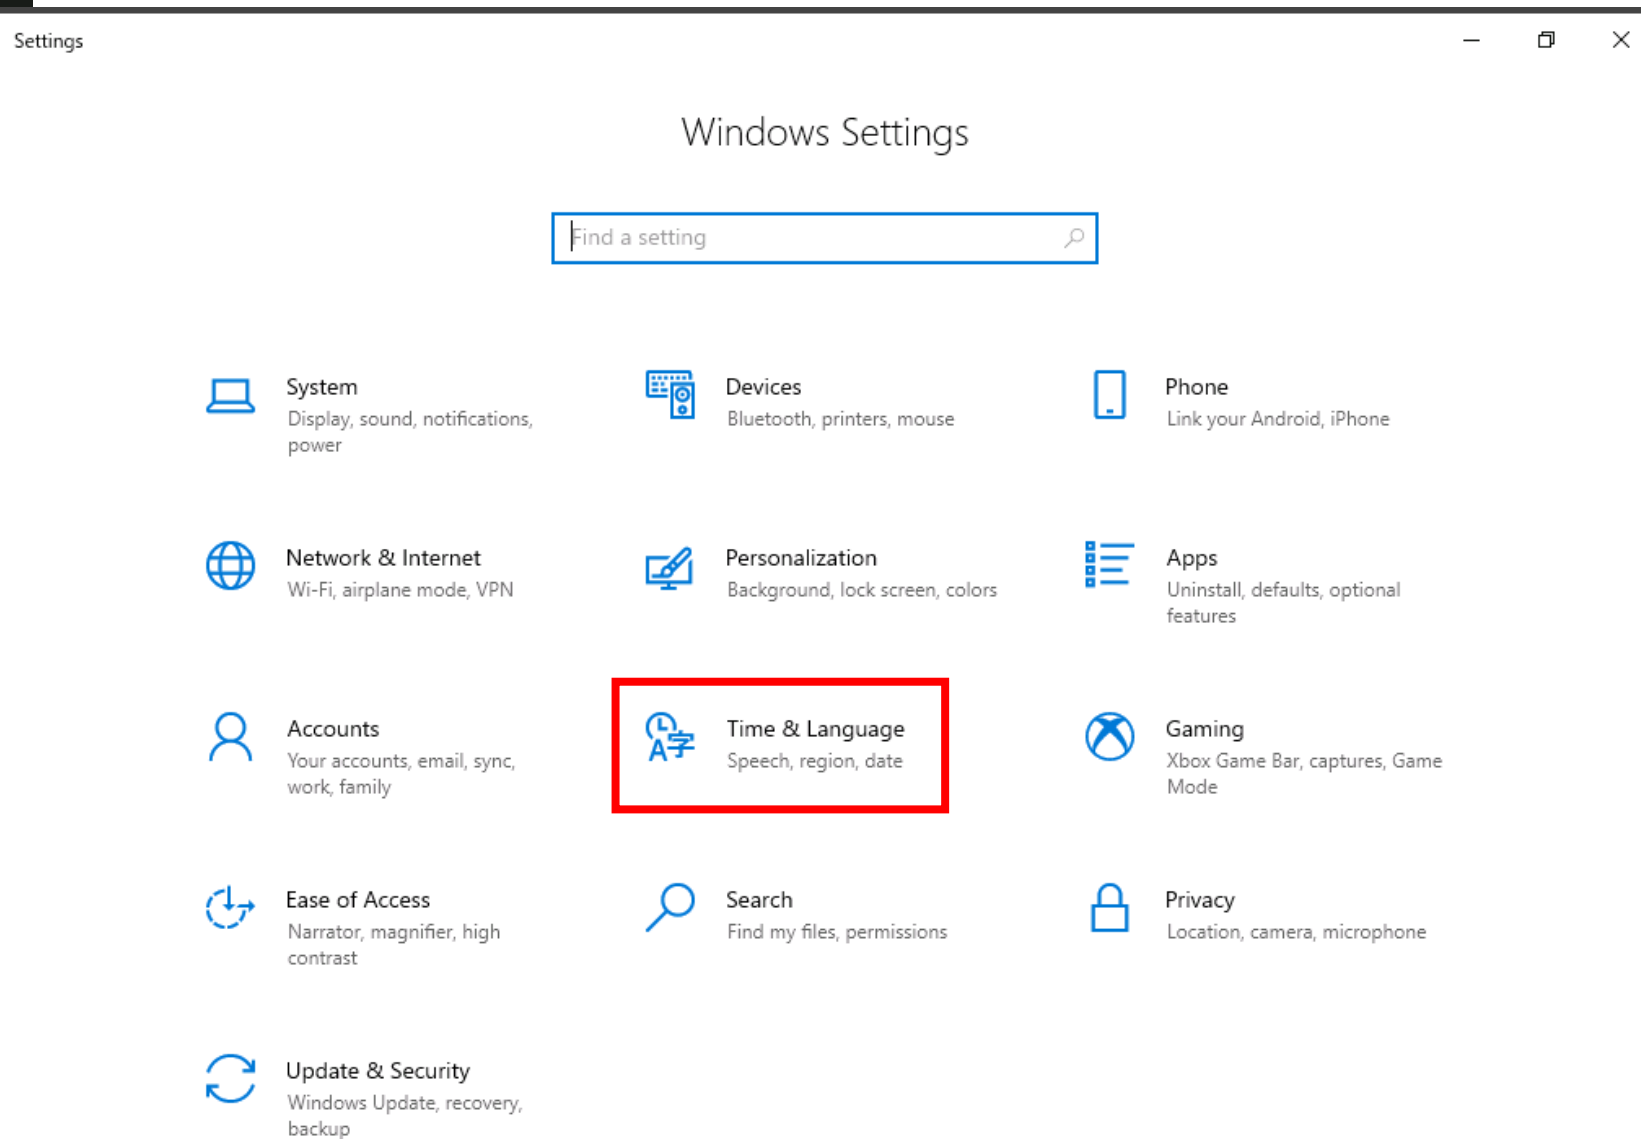 Settings
Windows Settings
Find a setting
System
Display, sound, notifications,
power
Devices
Bluetooth, printers, mouse
Phone
Link your Android, iPhone
Network & Internet
Wi-Fi, airplane mode, VPN
Personalization
Background, lock screen, colors
Apps
Uninstall, defaults, optional
features
Accounts
Your accounts, email, sync,
work, family
Time & Language
Speech, region, date
Gaming
Xbox Game Bar, captures, Game
Mode
Ease of Access
Narrator, magnifier, high
contrast
Search
Find my files, permissions
Privacy
Location, camera, microphone
Update & Security
Windows Update, recovery,
backup